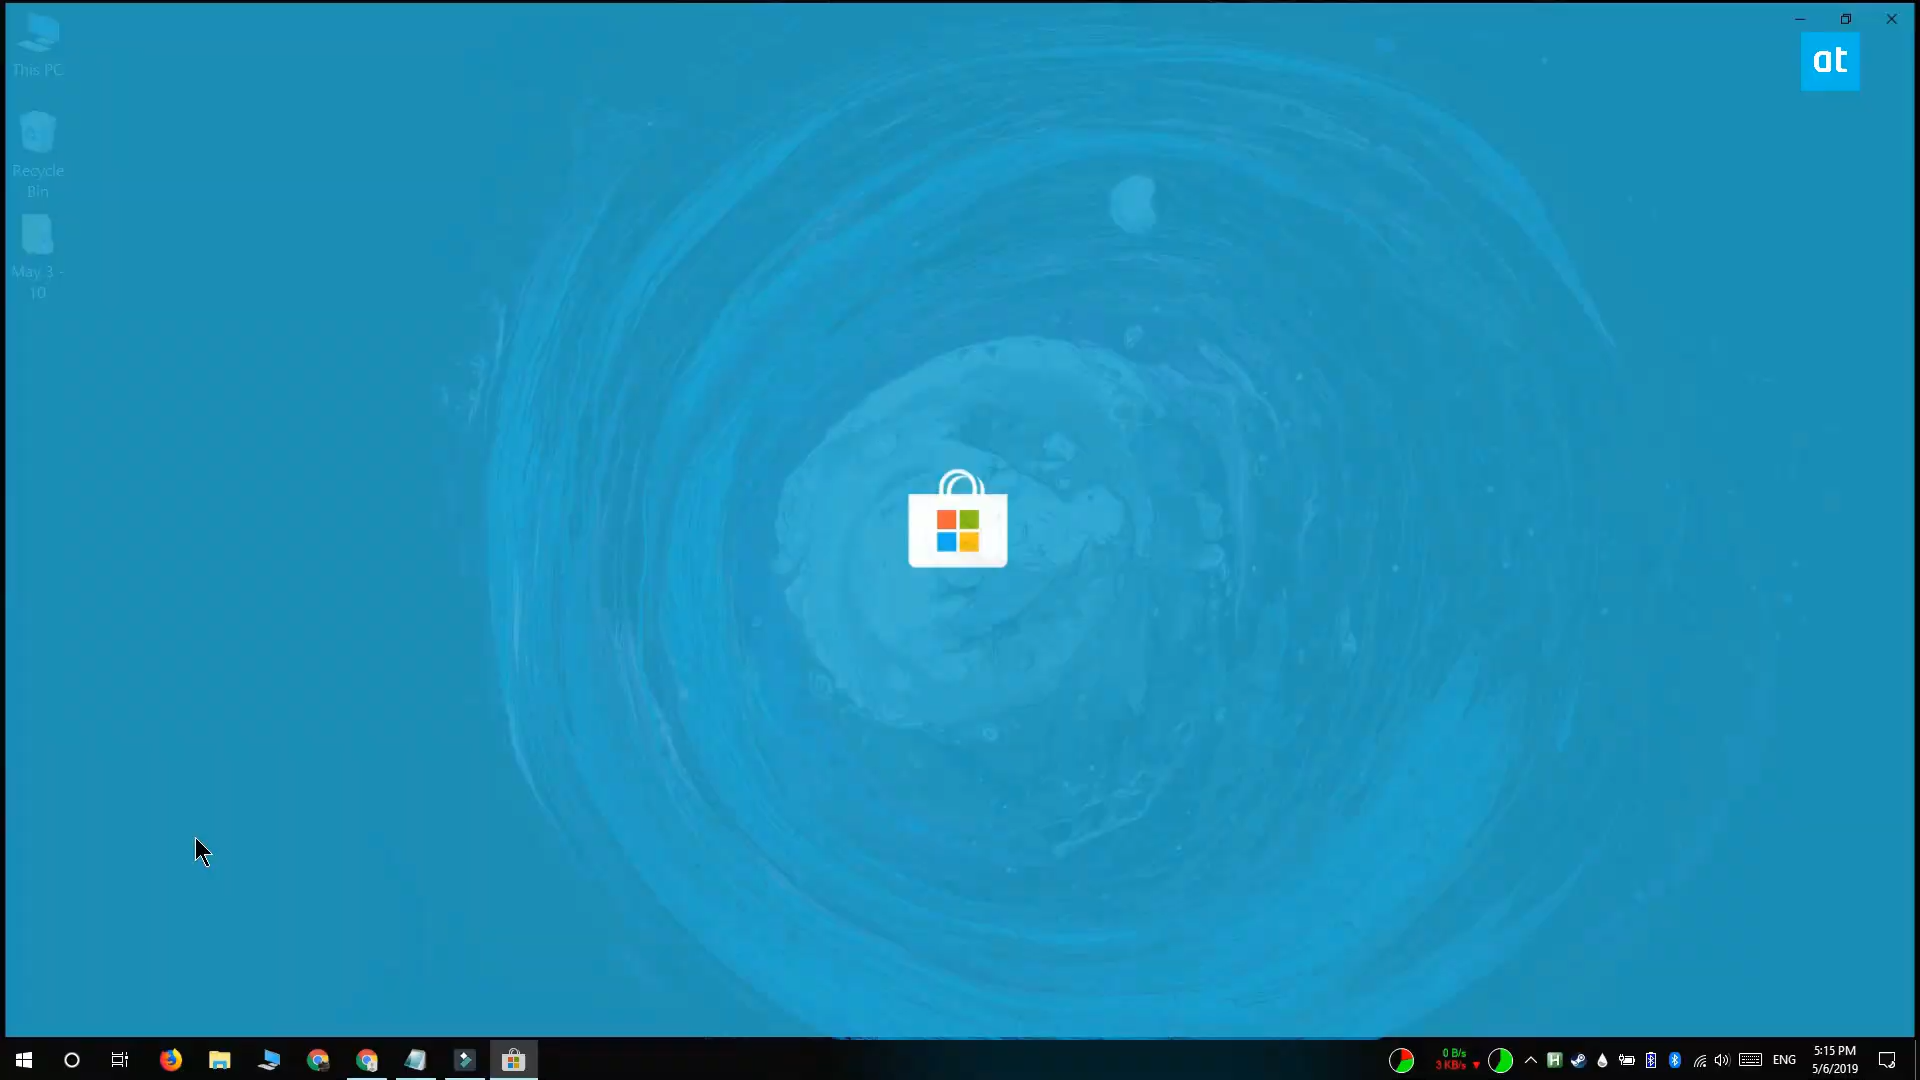 This PC
at
Recycle
Bin
May 3 -
10
0 B/s
3 KB/s
H
ENG
5:15 PM
5/6/2019